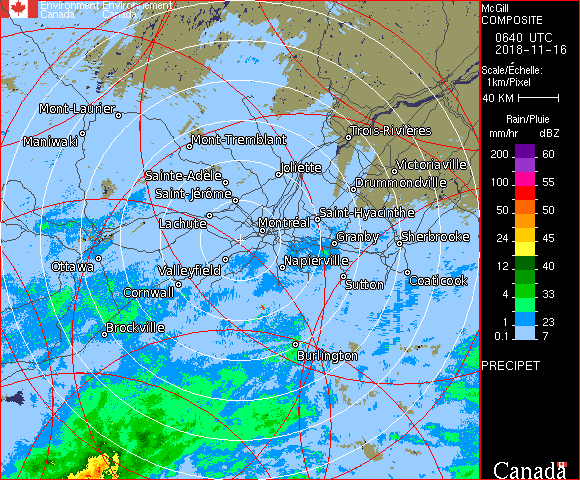 Environment Environnement
Canada Canada
McGill
COMPOSITE
0640 UTC
2018-11-16
Scale/Échelle:
1km/Pixel
40 KM
Rain/Pluie
mm/hr dBZ
200 60
100 55
50 50
24 45
12 40
4 33
1 23
0.1 7
PRECIPET
Canada
Mont-Laurier
Maniwaki
Mont-Tremblant
Trois-Rivières
Joliette
Victoriaville
Sainte-Adele
Drummondville
Saint-Jérôme
Lachute
Montréal
Saint-Hyacinthe
Granby
Sherbrooke
Ottawa
Valleyfield
Napierville
Cornwall
Sutton
Coaticook
Brockville
Burlington